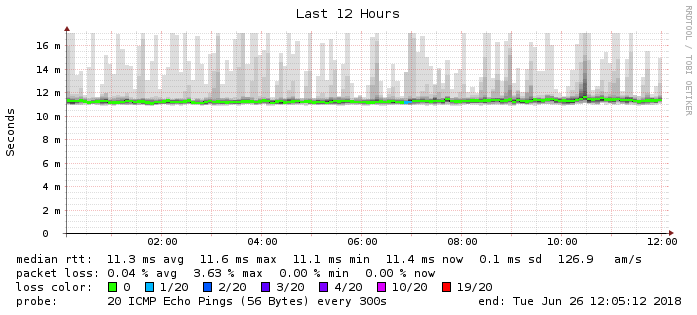 Last 12 Hours
RRDTOOL / TOBI OETIKER
Seconds
16 m
14 m
12 m
10 m
8 m
6 m
4 m
2 m
0
02:00 04:00 06:00 08:00 10:00 12:00
median rtt: 11.3 ms avg 11.6 ms max 11.1 ms min 11.4 ms now 0.1 ms sd 126.9 am/s
packet loss: 0.04 % avg 3.63 % max 0.00 % min 0.00 % now
loss color: 0 1/20 2/20 3/20 4/20 10/20 19/20
probe: 20 ICMP Echo Pings (56 Bytes) every 300s end: Tue Jun 26 12:05:12 2018